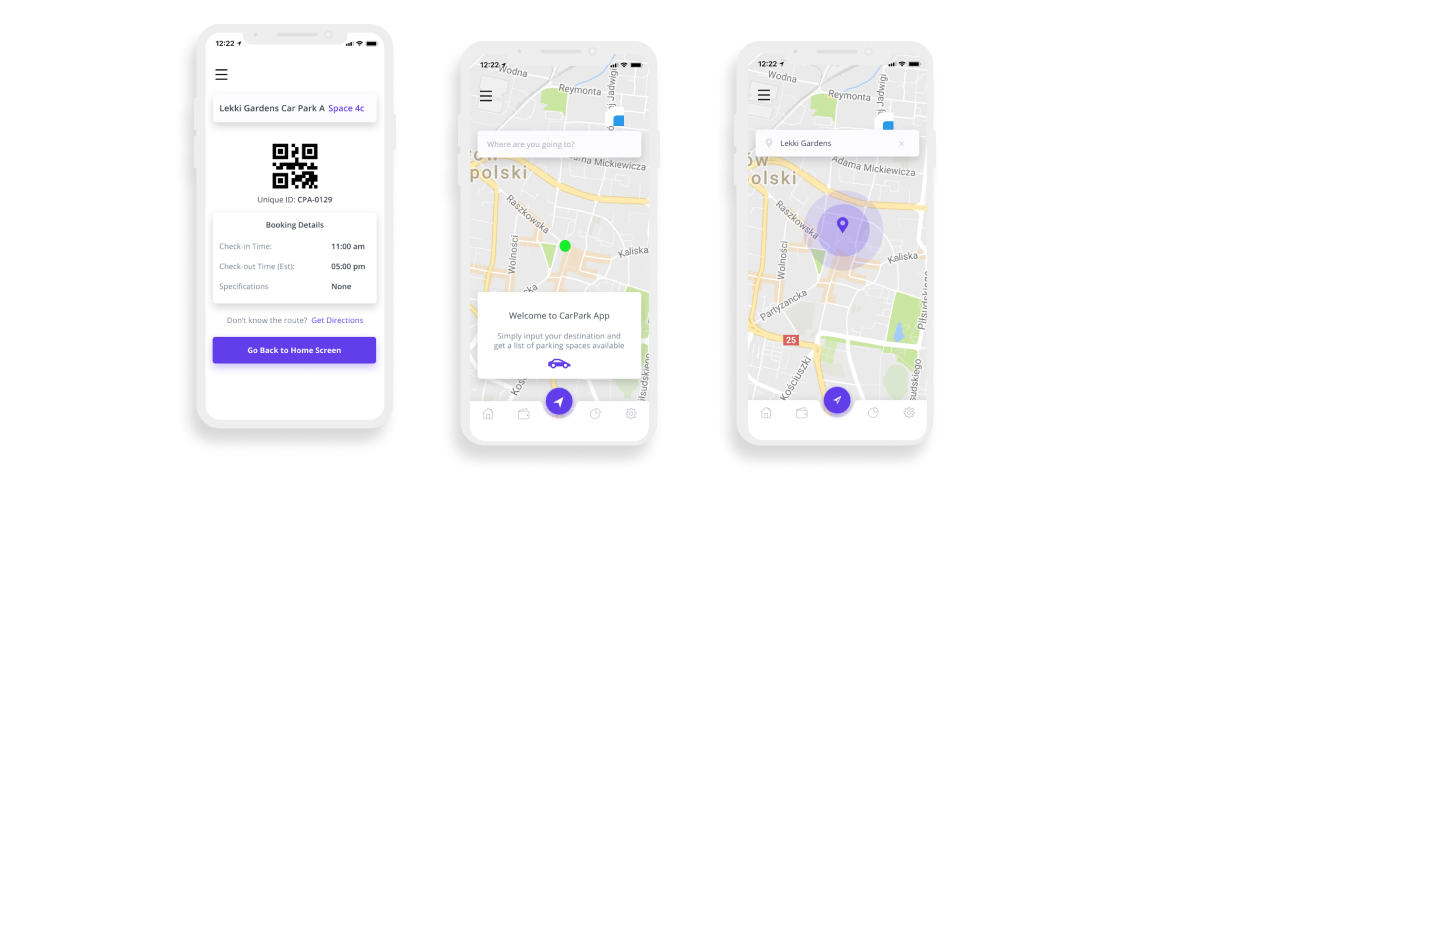 12:22
Lekki Gardens Car Park A Space 4c
Unique ID: CPA-0129
Booking Details
Check-in Time: 11:00 am
Check-out Time (Est): 05:00 pm
Specifications None
Don't know the route? Get Directions
Go Back to Home Screen
12:22
Wodna
Reymonta
Jadwigi
Where are you going to?
Adama Mickiewicza
polski
Raszkowska
Wolności
Kaliska
Welcome to CarPark App
Simply input your destination and
get a list of parking spaces available
12:22
Wodna
Reymonta
Jadwigi
Lekki Gardens
Adama Mickiewicza
ów
olski
Raszkowska
Wolności
Kaliska
Partyzancka
Piłsudskiego
25
Kościuszki
sudskiego